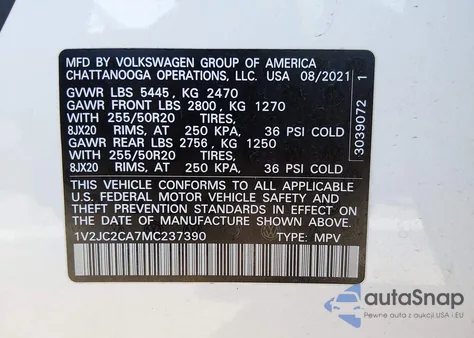 MFD BY VOLKSWAGEN GROUP OF AMERICA
CHATTANOOGA OPERATIONS, LLC. USA 08/2021
GVWR LBS 5445, KG 2470
GAWR FRONT LBS 2800, KG 1270
WITH 255/50R20 TIRES,
8JX20 RIMS, AT 250 KPA, 36 PSI COLD
GAWR REAR LBS 2756, KG 1250
WITH 255/50R20 TIRES,
8JX20 RIMS, AT 250 KPA, 36 PSI COLD
THIS VEHICLE CONFORMS TO ALL APPLICABLE
U.S. FEDERAL MOTOR VEHICLE SAFETY AND
THEFT PREVENTION STANDARDS IN EFFECT ON
THE DATE OF MANUFACTURE SHOWN ABOVE
1V2JC2CA7MC237390 TYPE: MPV
3039072 1
autoSnap
Pewne auta z aukcji USA i EU